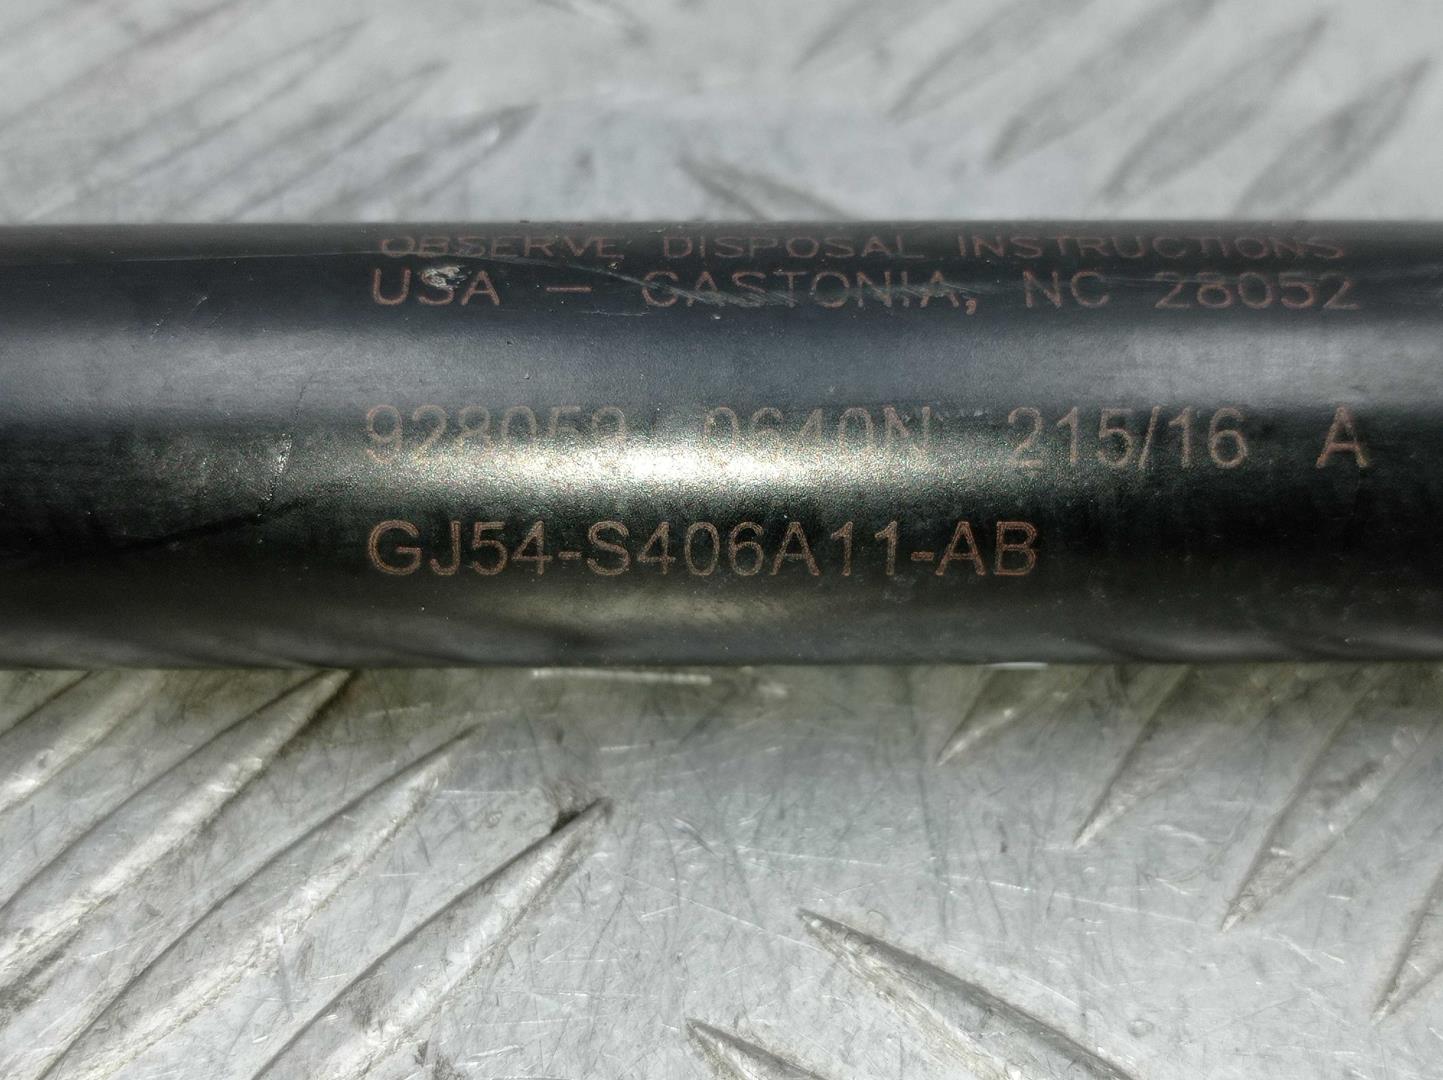 OBSERVE DISPOSAL INSTRUCTIONS
USA - GASTONIA, NC 28052
928059 0640N 215/16 A
GJ54-S406A11-AB